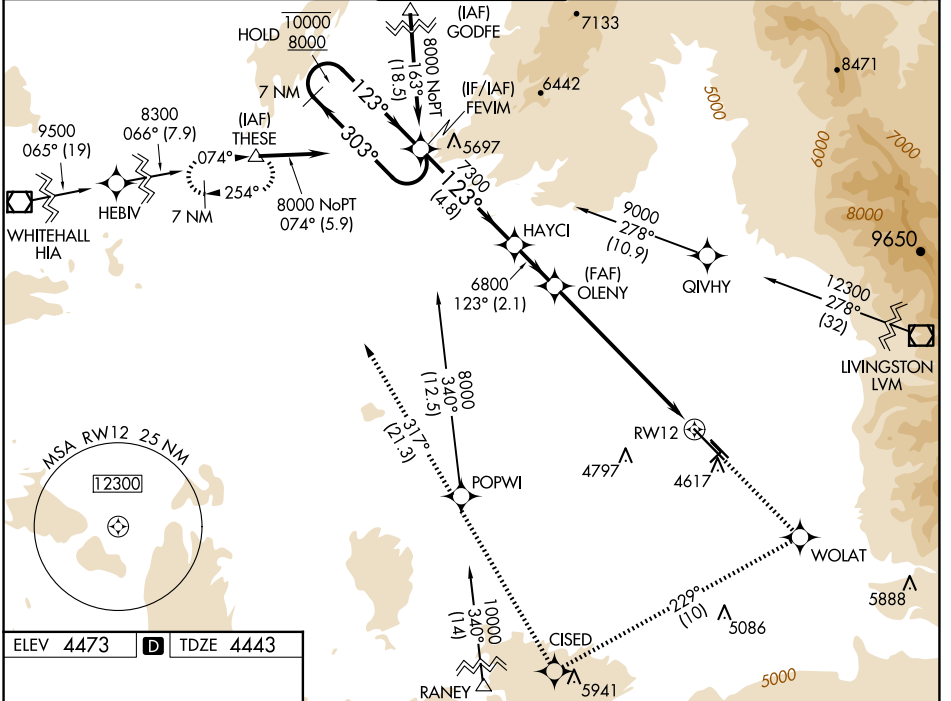 10000
8000
HOLD
7 NM
123°
303°
(IAF)
GODFE
8000 NoPT
163°
(18.5)
(IF/IAF)
FEVIM
7133
6442
8471
5697
5000
6000
7000
8000
9650
9500
065° (19)
8300
066° (7.9)
(IAF)
THESE
074°
254°
7 NM
8000 NoPT
074° (5.9)
HEBIV
WHITEHALL
HIA
7300
123°
(4.8)
HAYCI
6800
123° (2.1)
(FAF)
OLENY
9000
278°
(10.9)
QIVHY
12300
278°
(32)
LIVINGSTON
LVM
8000
340°
(12.5)
317°
(21.3)
POPWI
RW12
4797
4617
WOLAT
MSA RW12 25 NM
12300
229°
(10)
5086
5888
10000
340°
(14)
CISED
5941
RANEY
5000
ELEV 4473 D TDZE 4443